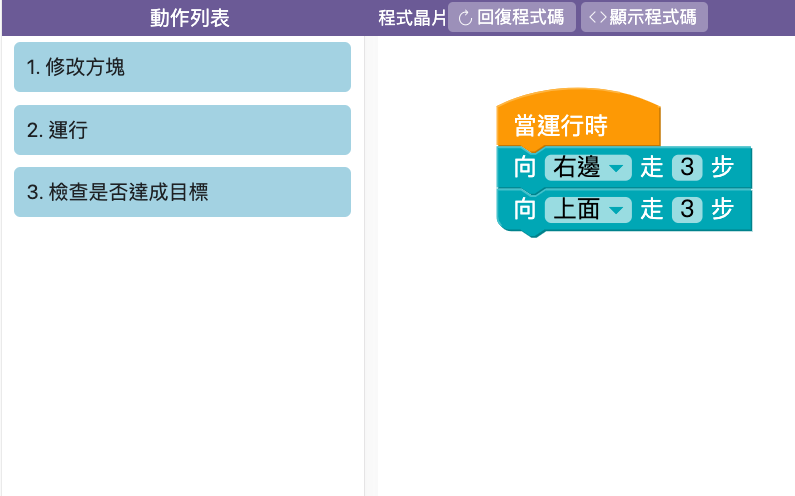 動作列表
程式晶片 回復程式碼 顯示程式碼
1. 修改方塊
2. 運行
3. 檢查是否達成目標
當運行時
向 右邊 走 3 步
向 上面 走 3 步